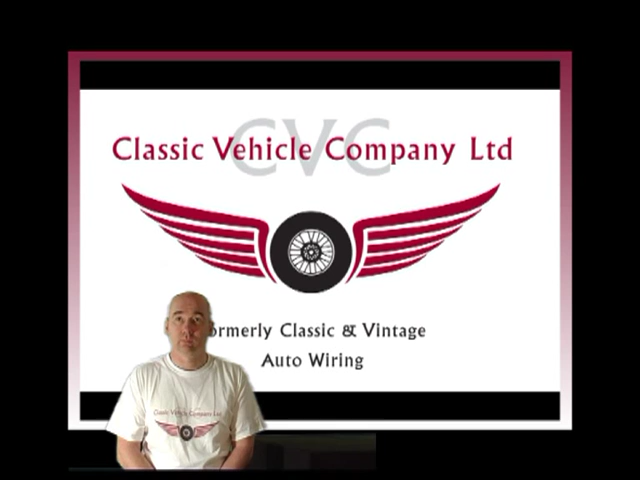 CVC
Classic Vehicle Company Ltd
ormerly Classic & Vintage
Auto Wiring
Classic Vehicle Company Ltd